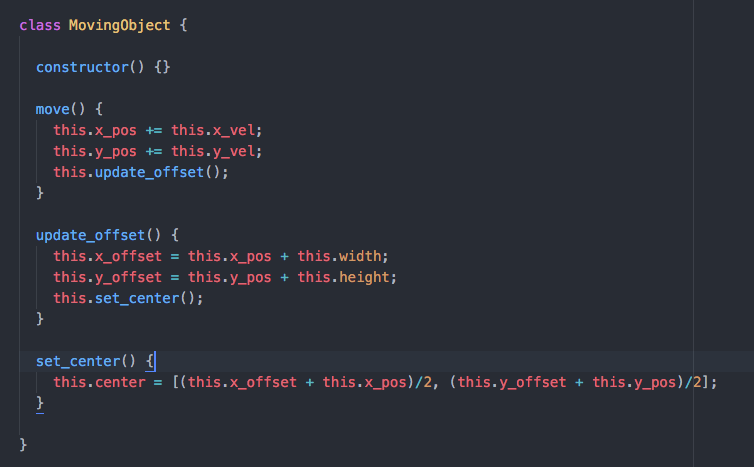 class MovingObject {
constructor() {}
move() {
this.x_pos += this.x_vel;
this.y_pos += this.y_vel;
this.update_offset();
}
update_offset() {
this.x_offset = this.x_pos + this.width;
this.y_offset = this.y_pos + this.height;
this.set_center();
}
set_center() {
this.center = [(this.x_offset + this.x_pos)/2, (this.y_offset + this.y_pos)/2];
}
}